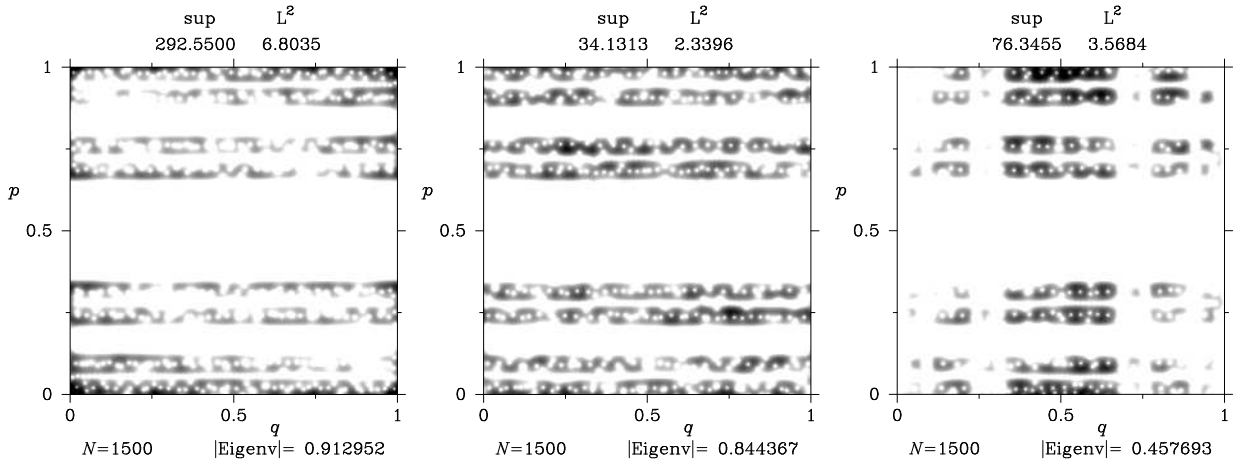 sup L²
292.5500 6.8035
1
p
0.5
0
0 0.5 1
q
N=1500 |Eigenv|= 0.912952
sup L²
34.1313 2.3396
1
p
0.5
0
0 0.5 1
q
N=1500 |Eigenv|= 0.844367
sup L²
76.3455 3.5684
1
p
0.5
0
0 0.5 1
q
N=1500 |Eigenv|= 0.457693